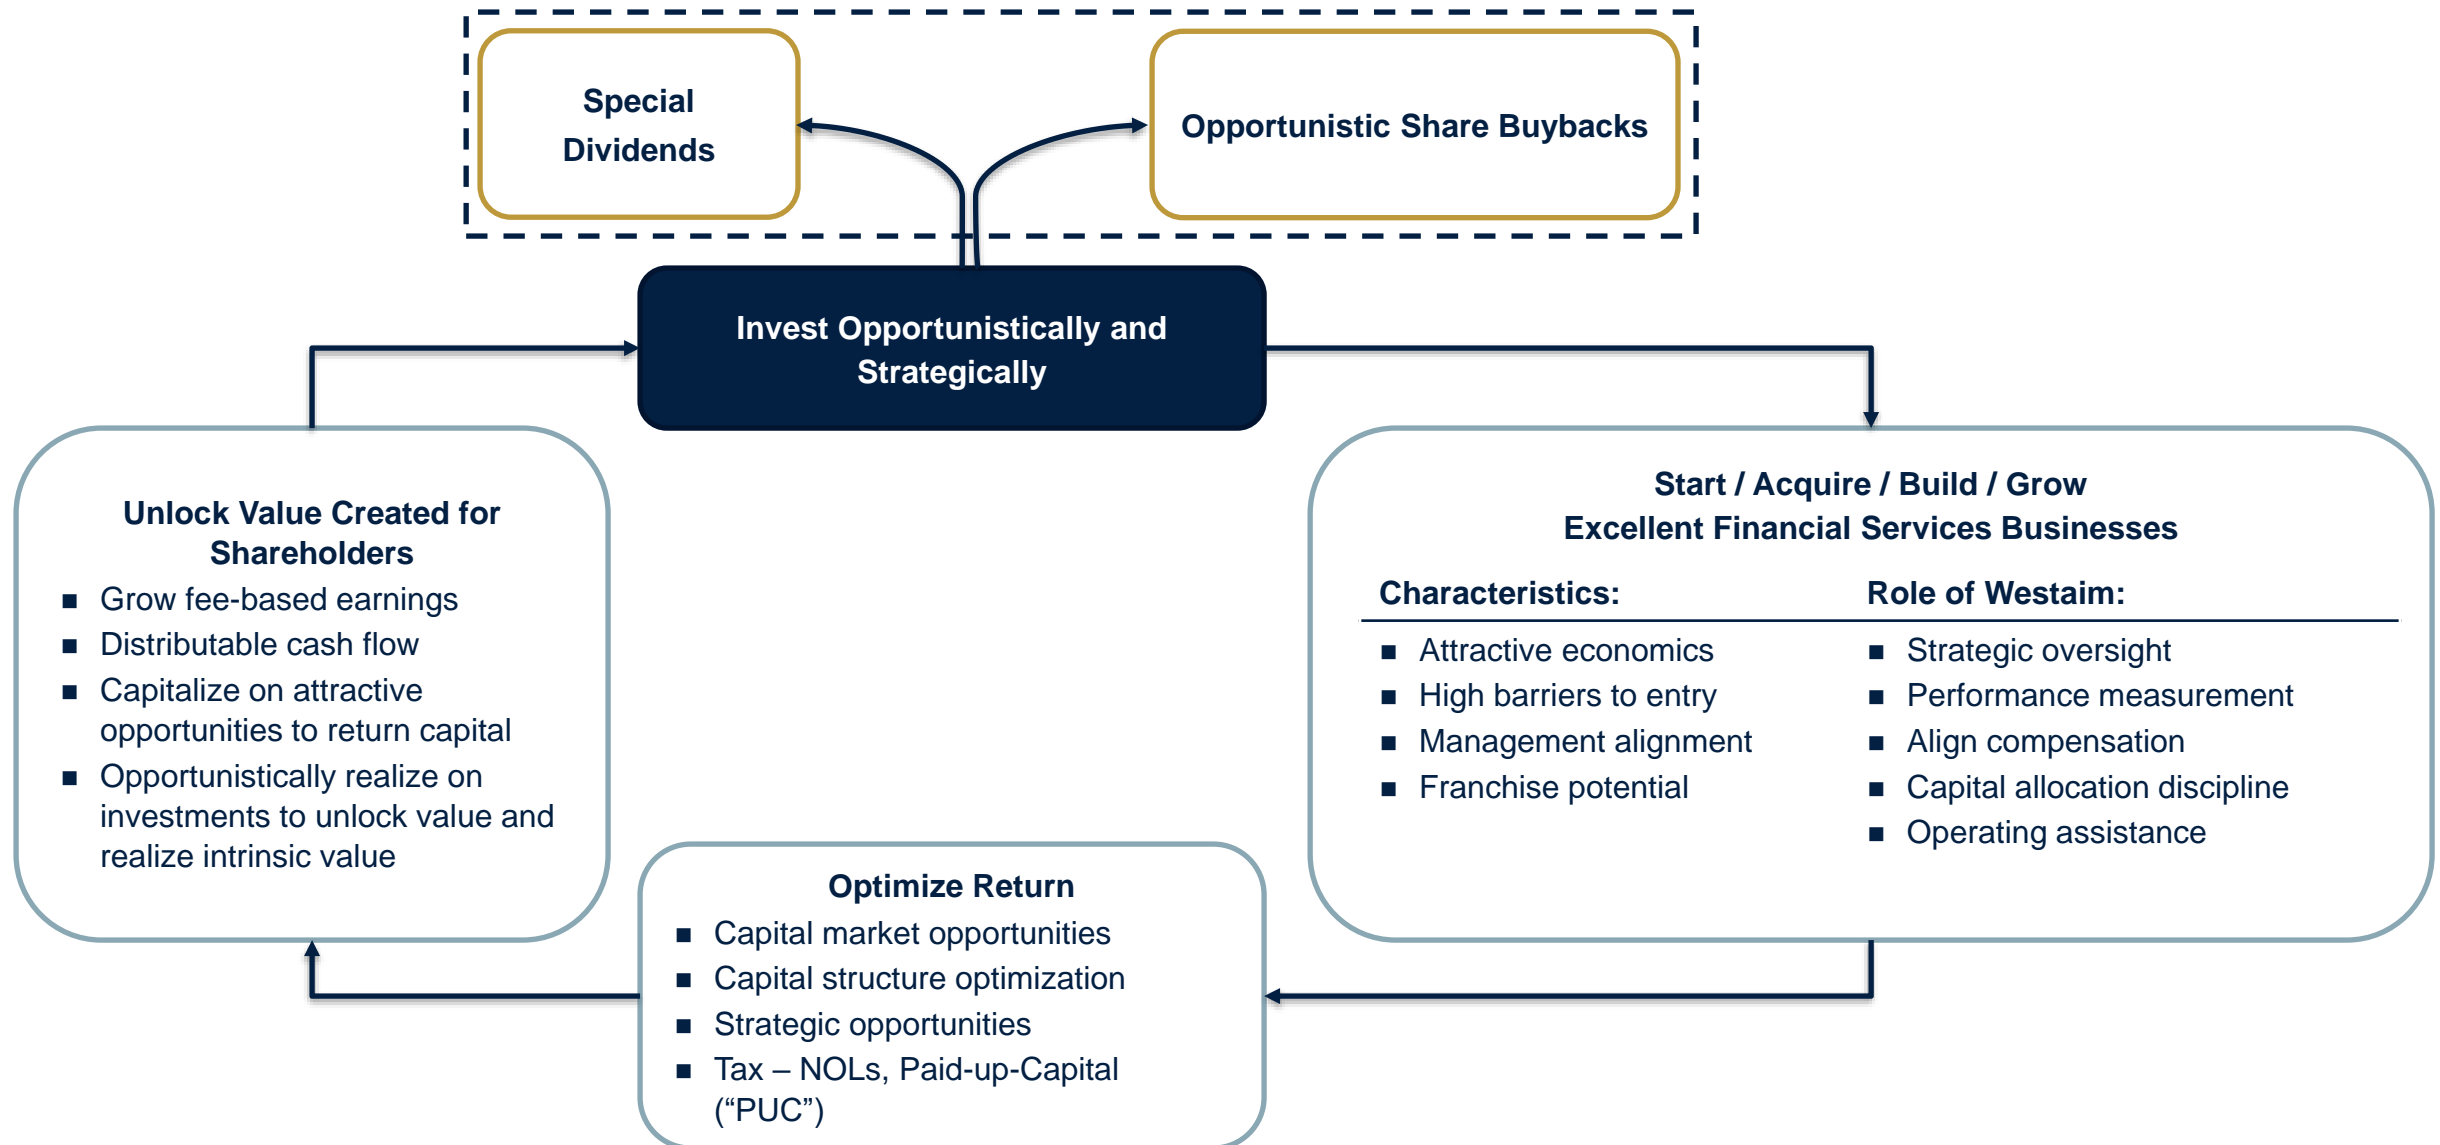 Special
Dividends
Opportunistic Share Buybacks
Invest Opportunistically and
Strategically
Unlock Value Created for
Shareholders
■ Grow fee-based earnings
■ Distributable cash flow
■ Capitalize on attractive
opportunities to return capital
■ Opportunistically realize on
investments to unlock value and
realize intrinsic value
Start / Acquire / Build / Grow
Excellent Financial Services Businesses
Characteristics:
■ Attractive economics
■ High barriers to entry
■ Management alignment
■ Franchise potential
Role of Westaim:
■ Strategic oversight
■ Performance measurement
■ Align compensation
■ Capital allocation discipline
■ Operating assistance
Optimize Return
■ Capital market opportunities
■ Capital structure optimization
■ Strategic opportunities
■ Tax – NOLs, Paid-up-Capital
(“PUC”)